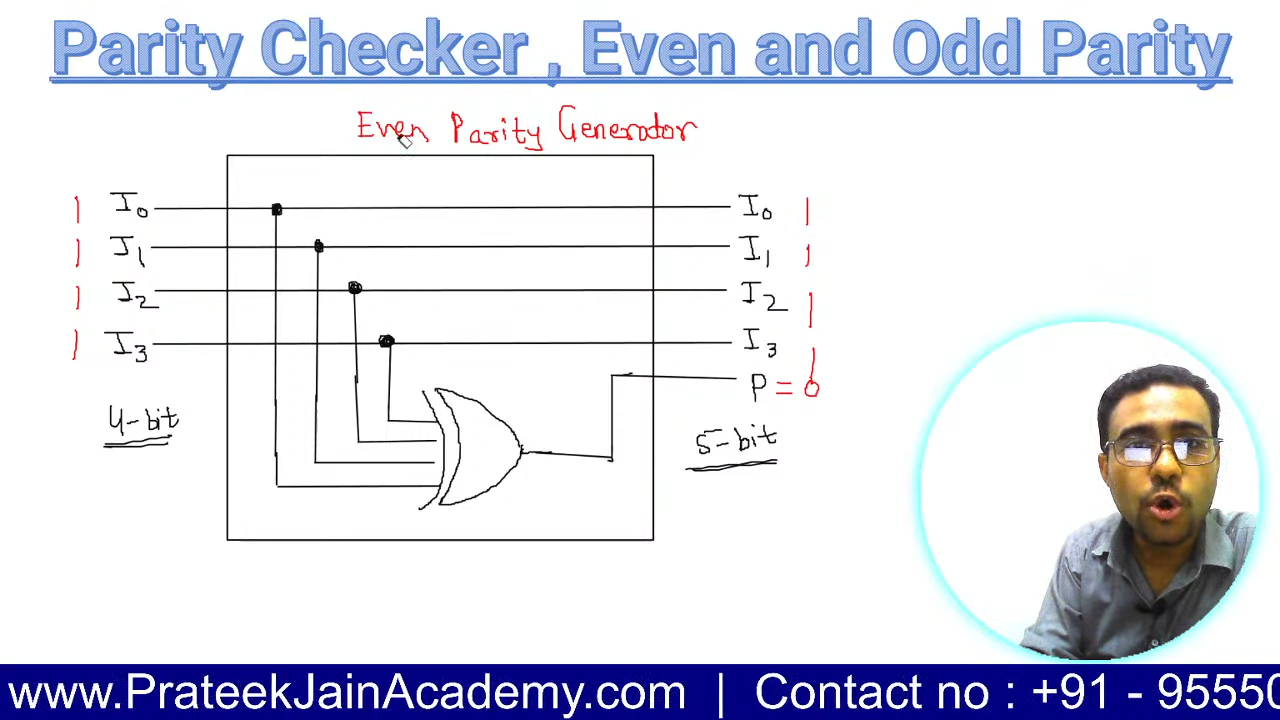 Parity Checker , Even and Odd Parity
Even Parity Generator
1 I0 I0 1
1 I1 I1 1
1 I2 I2 1
1 I3 I3 1
P = 0
4-bit
5-bit
www.PrateekJainAcademy.com | Contact no : +91 - 95550